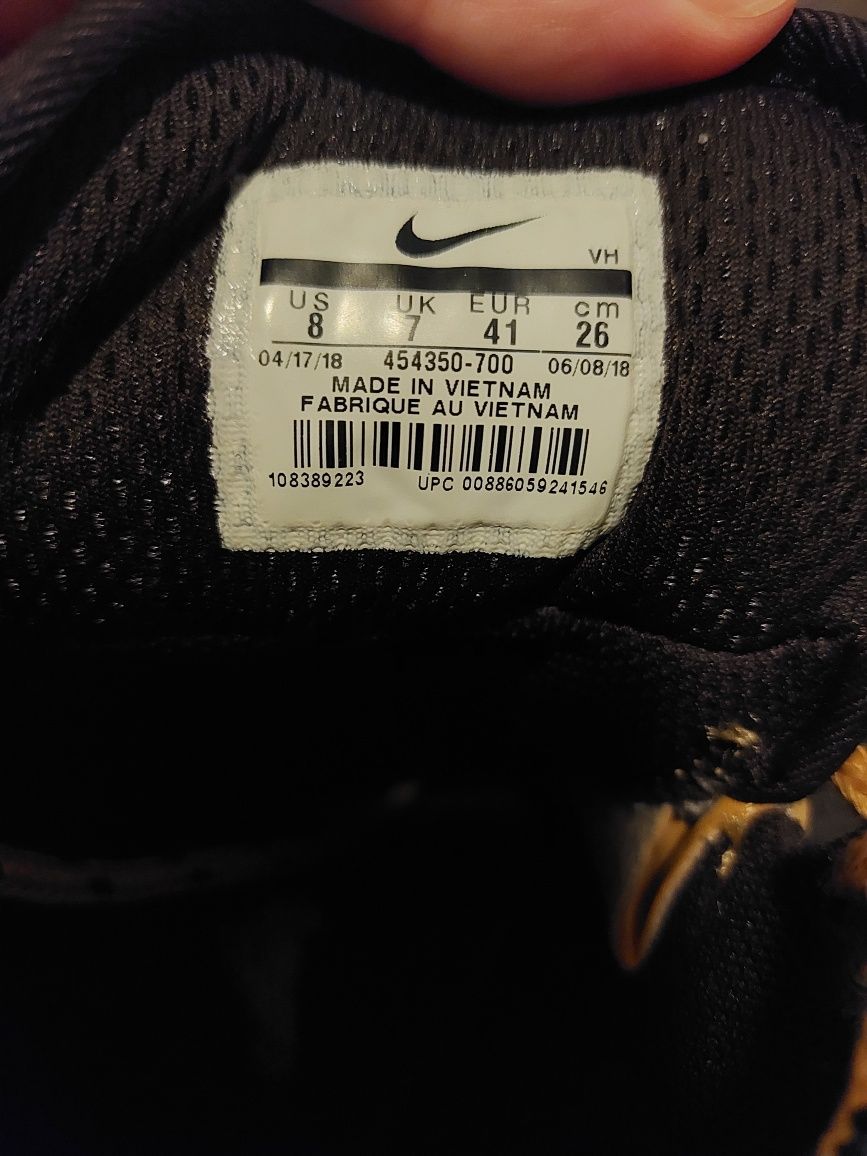 VH
US UK EUR cm
8 7 41 26
04/17/18 454350-700 06/08/18
MADE IN VIETNAM
FABRIQUE AU VIETNAM
108389223 UPC 00886059241546